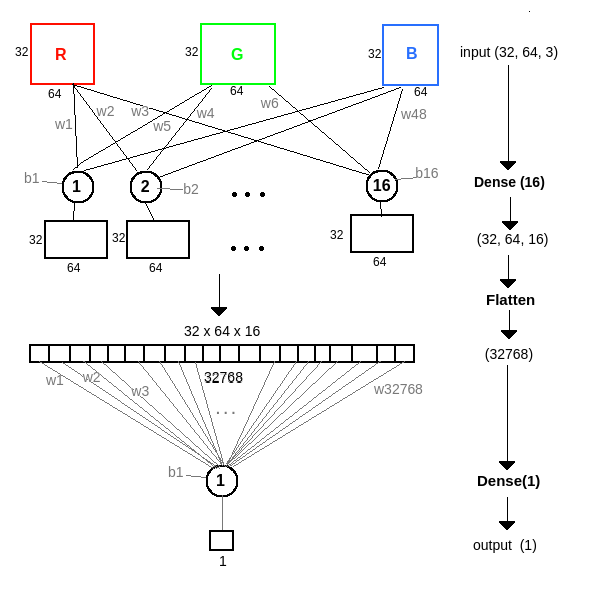 R
G
B
32
32
32
64
64
64
input (32, 64, 3)
w1
w2
w3
w5
w4
w6
w48
b1
1
2
b2
• • •
16
b16
Dense (16)
32
64
32
64
• • •
32
64
(32, 64, 16)
Flatten
32 x 64 x 16
(32768)
32768
w1
w2
w3
...
w32768
b1
1
Dense(1)
1
output (1)